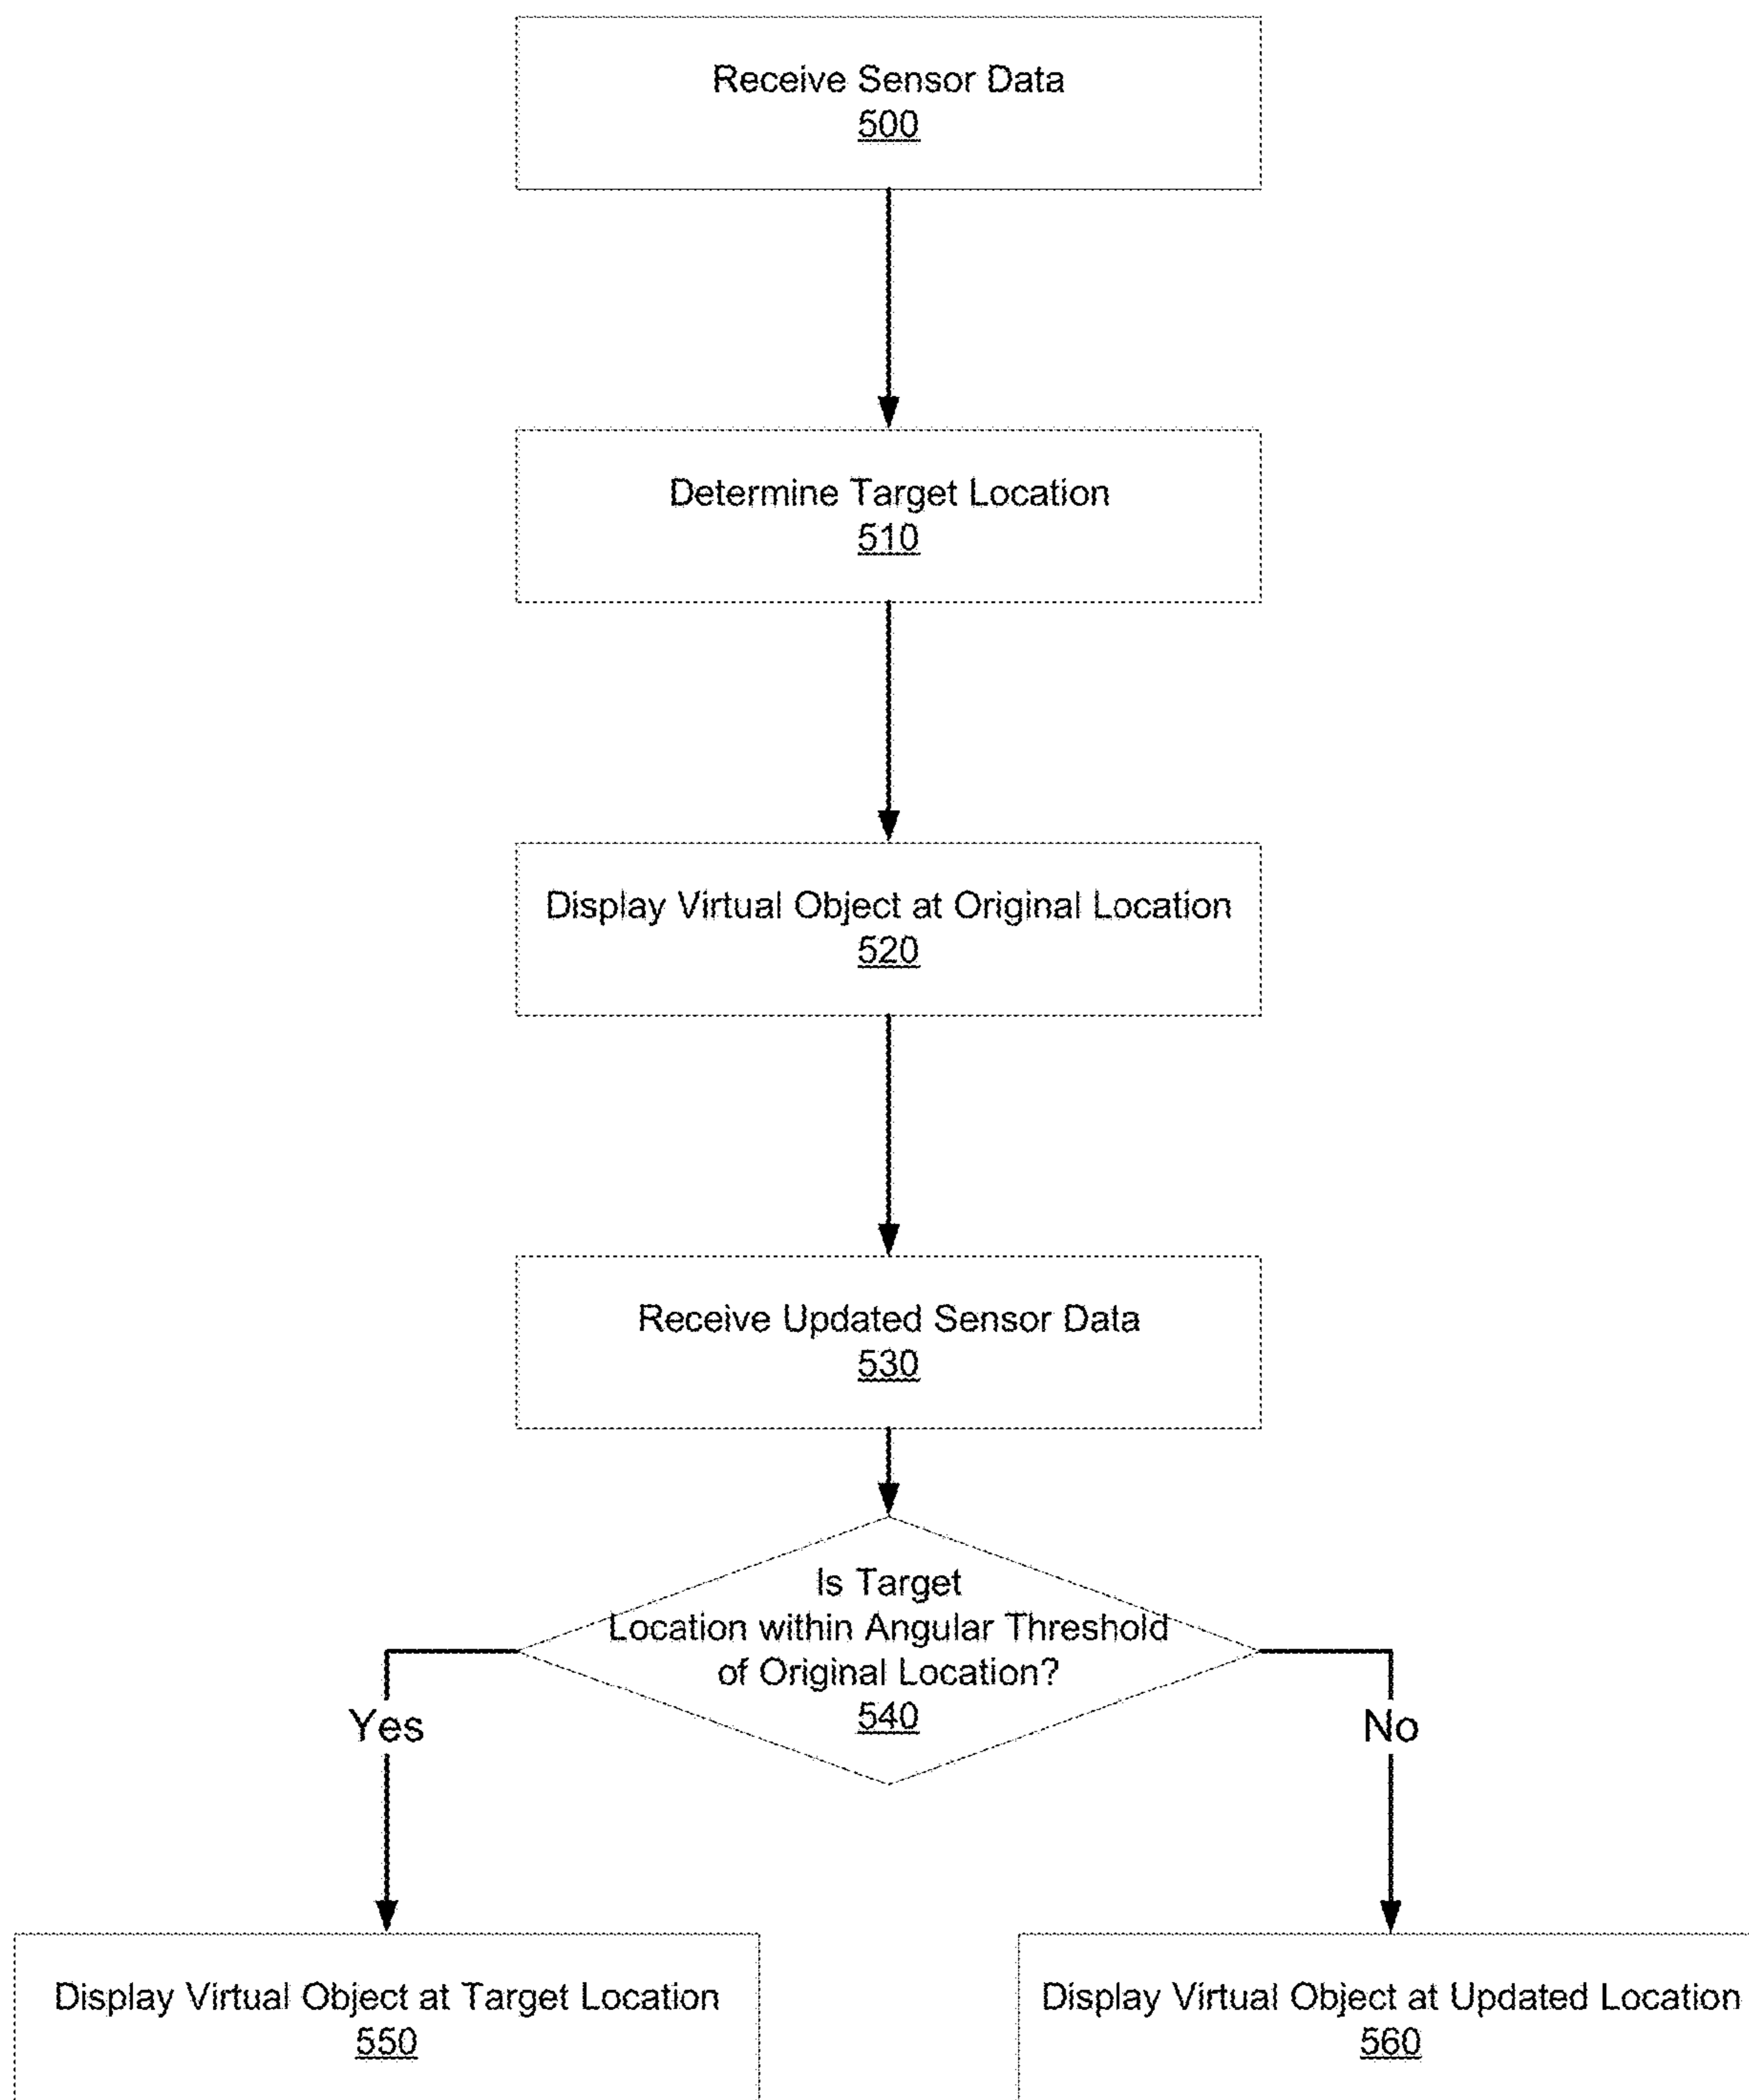 Receive Sensor Data
500
Determine Target Location
510
Display Virtual Object at Original Location
520
Receive Updated Sensor Data
530
Is Target
Location within Angular Threshold
of Original Location?
540
Yes
No
Display Virtual Object at Target Location
550
Display Virtual Object at Updated Location
560